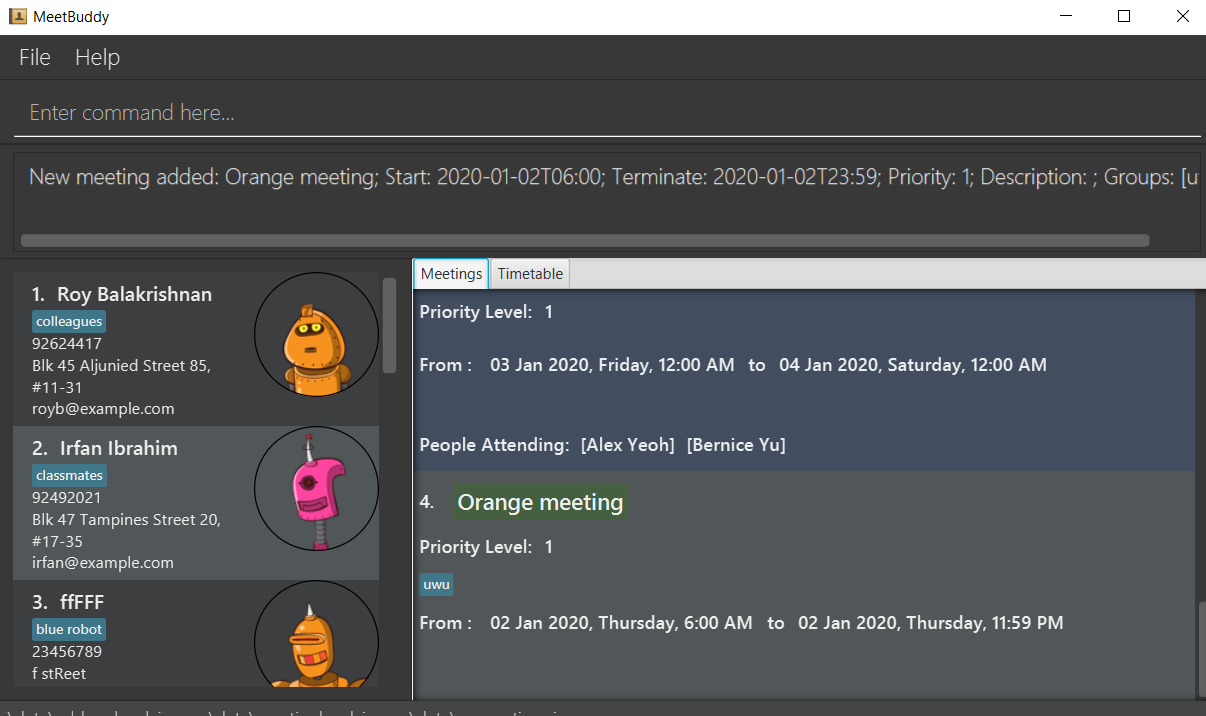 MeetBuddy
File Help
Enter command here...
New meeting added: Orange meeting; Start: 2020-01-02T06:00; Terminate: 2020-01-02T23:59; Priority: 1; Description: ; Groups: [u
1. Roy Balakrishnan
colleagues
92624417
Blk 45 Aljunied Street 85,
#11-31
royb@example.com
2. Irfan Ibrahim
classmates
92492021
Blk 47 Tampines Street 20,
#17-35
irfan@example.com
3. ffFFF
blue robot
23456789
f stReet
Meetings Timetable
Priority Level: 1
From : 03 Jan 2020, Friday, 12:00 AM to 04 Jan 2020, Saturday, 12:00 AM
People Attending: [Alex Yeoh] [Bernice Yu]
4. Orange meeting
Priority Level: 1
uwu
From : 02 Jan 2020, Thursday, 6:00 AM to 02 Jan 2020, Thursday, 11:59 PM